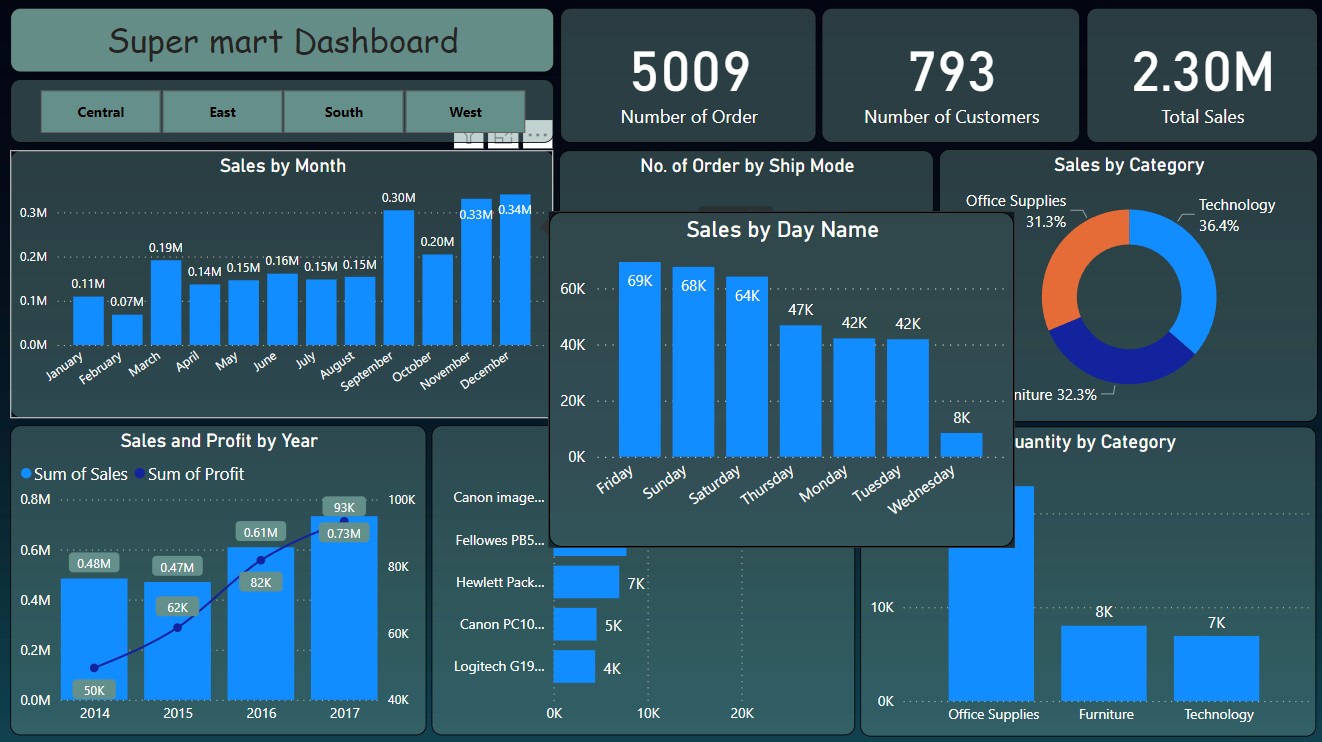 Super mart Dashboard
5009
Number of Order
793
Number of Customers
2.30M
Total Sales
Central
East
South
West
Sales by Month
0.3M
0.2M
0.1M
0.0M
0.11M
0.07M
0.19M
0.14M
0.15M
0.16M
0.15M
0.15M
0.30M
0.20M
0.33M
0.34M
January
February
March
April
May
June
July
August
September
October
November
December
No. of Order by Ship Mode
Sales by Day Name
60K
40K
20K
0K
69K
68K
64K
47K
42K
42K
8K
Friday
Sunday
Saturday
Thursday
Monday
Tuesday
Wednesday
Sales by Category
Office Supplies
31.3%
Technology
36.4%
niture 32.3%
Sales and Profit by Year
Sum of Sales
Sum of Profit
0.8M
0.6M
0.4M
0.2M
0.0M
100K
80K
60K
40K
0.48M
0.47M
0.61M
0.73M
50K
62K
82K
93K
2014
2015
2016
2017
Canon image...
Fellowes PB5...
Hewlett Pack...
7K
Canon PC10...
5K
Logitech G19...
4K
0K
10K
20K
uantity by Category
10K
0K
8K
7K
Office Supplies
Furniture
Technology